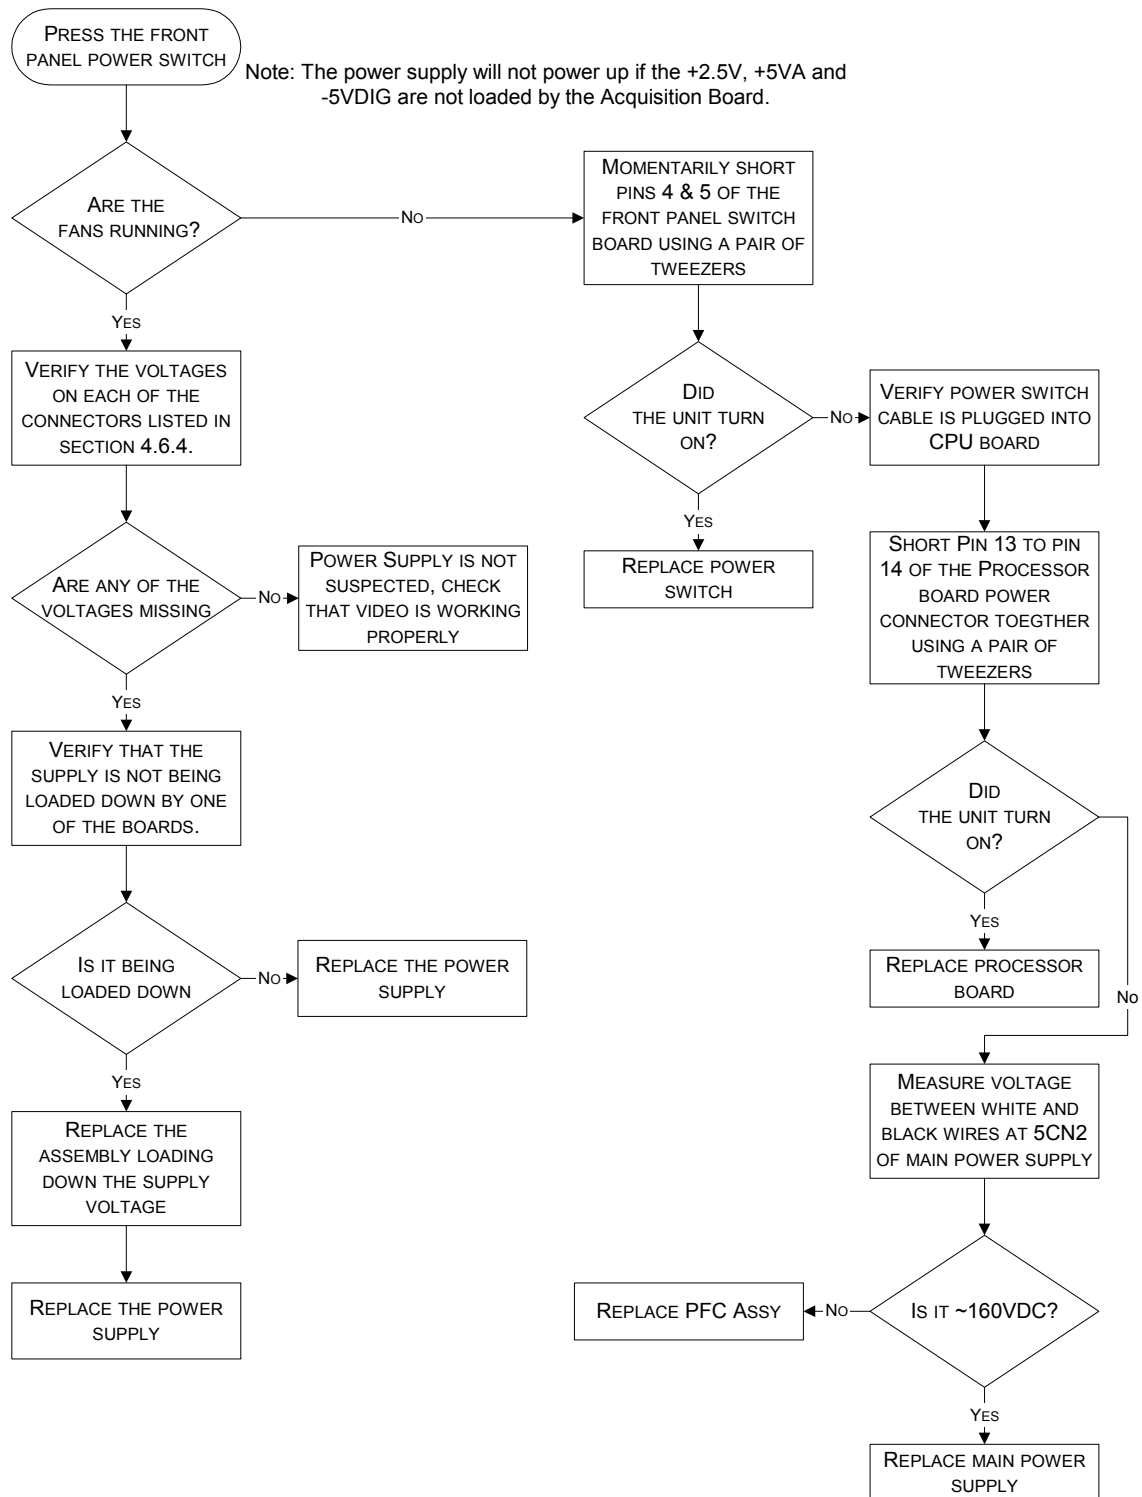 PRESS THE FRONT
PANEL POWER SWITCH
Note: The power supply will not power up if the +2.5V, +5VA and
-5VDIG are not loaded by the Acquisition Board.
ARE THE
FANS RUNNING?
NO
MOMENTARILY SHORT
PINS 4 & 5 OF THE
FRONT PANEL SWITCH
BOARD USING A PAIR OF
TWEEZERS
YES
VERIFY THE VOLTAGES
ON EACH OF THE
CONNECTORS LISTED IN
SECTION 4.6.4.
DID
THE UNIT TURN
ON?
NO
VERIFY POWER SWITCH
CABLE IS PLUGGED INTO
CPU BOARD
YES
REPLACE POWER
SWITCH
ARE ANY OF THE
VOLTAGES MISSING
NO
POWER SUPPLY IS NOT
SUSPECTED, CHECK
THAT VIDEO IS WORKING
PROPERLY
SHORT PIN 13 TO PIN
14 OF THE PROCESSOR
BOARD POWER
CONNECTOR TOEGTHER
USING A PAIR OF
TWEEZERS
YES
VERIFY THAT THE
SUPPLY IS NOT BEING
LOADED DOWN BY ONE
OF THE BOARDS.
DID
THE UNIT TURN
ON?
YES
REPLACE PROCESSOR
BOARD
No
IS IT BEING
LOADED DOWN
NO
REPLACE THE POWER
SUPPLY
YES
REPLACE THE
ASSEMBLY LOADING
DOWN THE SUPPLY
VOLTAGE
MEASURE VOLTAGE
BETWEEN WHITE AND
BLACK WIRES AT 5CN2
OF MAIN POWER SUPPLY
REPLACE THE POWER
SUPPLY
IS IT ~160VDC?
NO
REPLACE PFC ASSY
YES
REPLACE MAIN POWER
SUPPLY